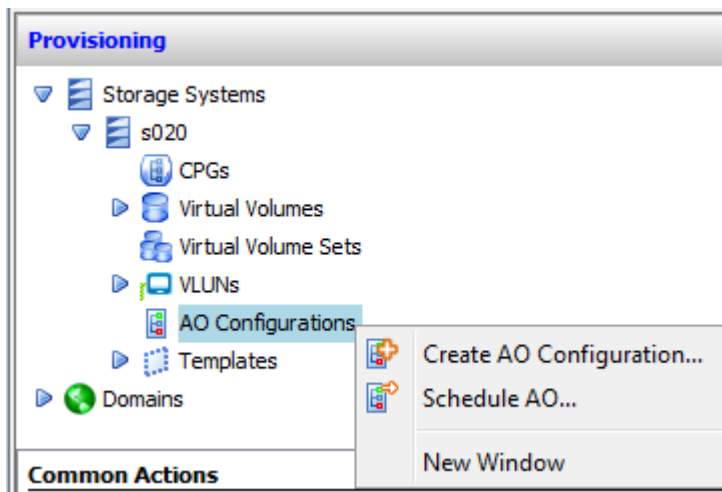 Provisioning
Storage Systems
s020
CPGs
Virtual Volumes
Virtual Volume Sets
VLUNs
AO Configurations
Create AO Configuration...
Templates
Schedule AO...
Domains
New Window
Common Actions